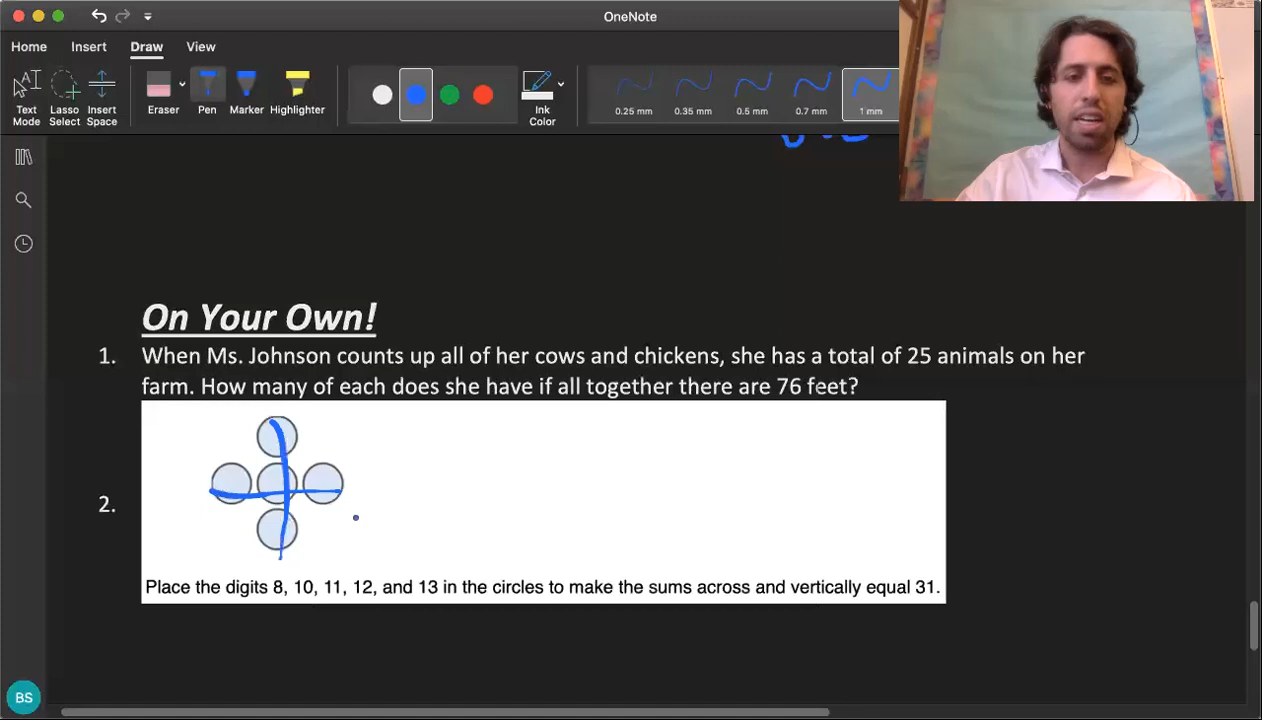 OneNote
Home Insert Draw View
Text Mode
Lasso Select
Insert Space
Eraser
Pen
Marker
Highlighter
Ink Color
0.25 mm
0.35 mm
0.5 mm
0.7 mm
1 mm
On Your Own!
1. When Ms. Johnson counts up all of her cows and chickens, she has a total of 25 animals on her
farm. How many of each does she have if all together there are 76 feet?
2.
Place the digits 8, 10, 11, 12, and 13 in the circles to make the sums across and vertically equal 31.
BS